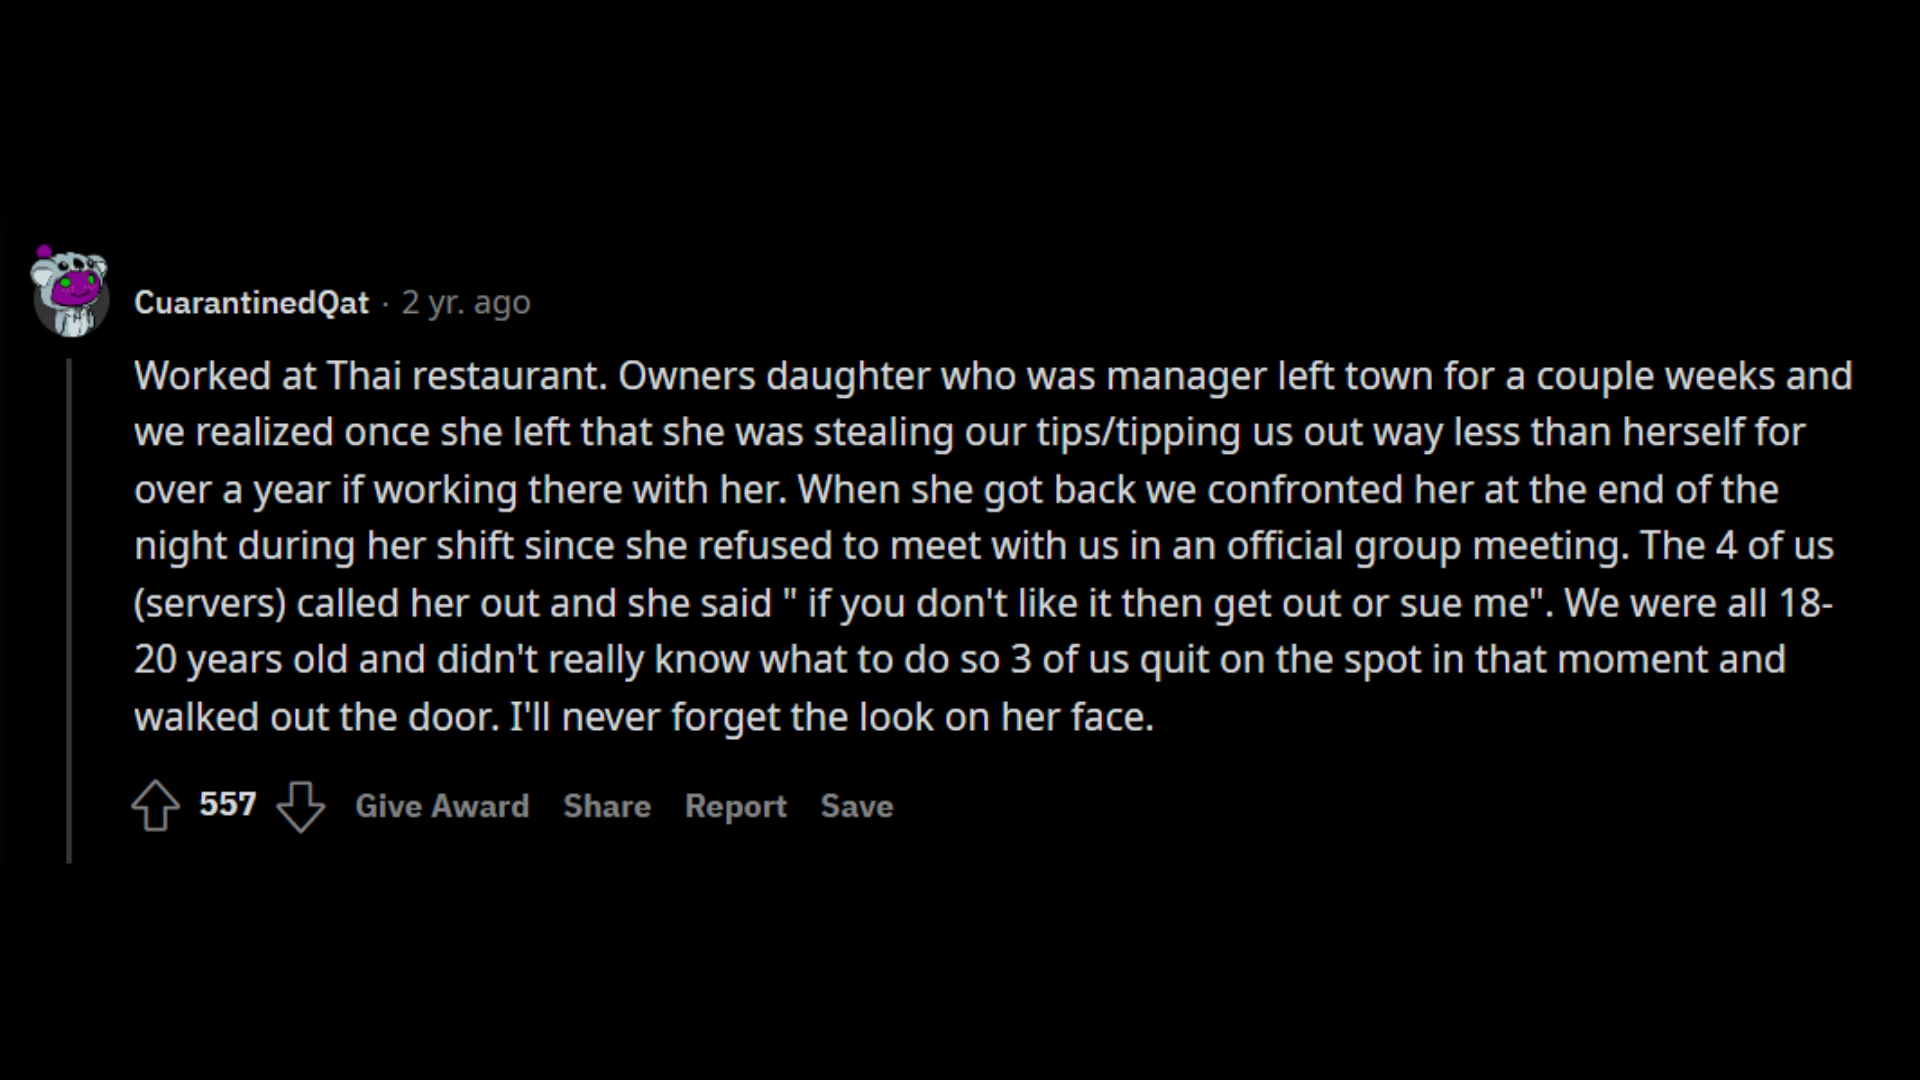 CuarantinedQat · 2 yr. ago
Worked at Thai restaurant. Owners daughter who was manager left town for a couple weeks and
we realized once she left that she was stealing our tips/tipping us out way less than herself for
over a year if working there with her. When she got back we confronted her at the end of the
night during her shift since she refused to meet with us in an official group meeting. The 4 of us
(servers) called her out and she said " if you don't like it then get out or sue me". We were all 18-
20 years old and didn't really know what to do so 3 of us quit on the spot in that moment and
walked out the door. I'll never forget the look on her face.
557 Give Award Share Report Save